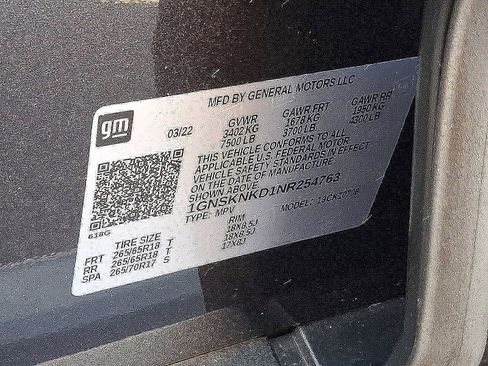 MFD BY GENERAL MOTORS LLC
gm
03/22 GVWR GAWR FRT GAWR RR
3402 KG 1678 KG 1950 KG
7500 LB 3700 LB 4300 LB
THIS VEHICLE CONFORMS TO ALL
APPLICABLE U.S. FEDERAL MOTOR
VEHICLE SAFETY STANDARDS IN EFFECT
ON THE DATE OF MANUFACTURE
SHOWN ABOVE.
1GNSKNKD1NR254763
TYPE: MPV MODEL:
618G
TIRE SIZE RIM
FRT 265/65R18 T 18X8.5J
RR 265/65R18 T 18X8.5J
SPA 265/70R17 S 17X8J